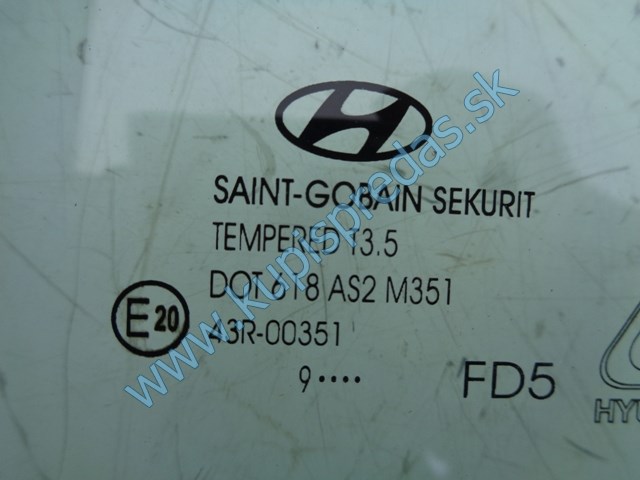 SAINT-GOBAIN SEKURIT
TEMPERED T3.5
DOT 618 AS2 M351
E20
43R-00351
9 ····
FD5
www.kupispredas.sk